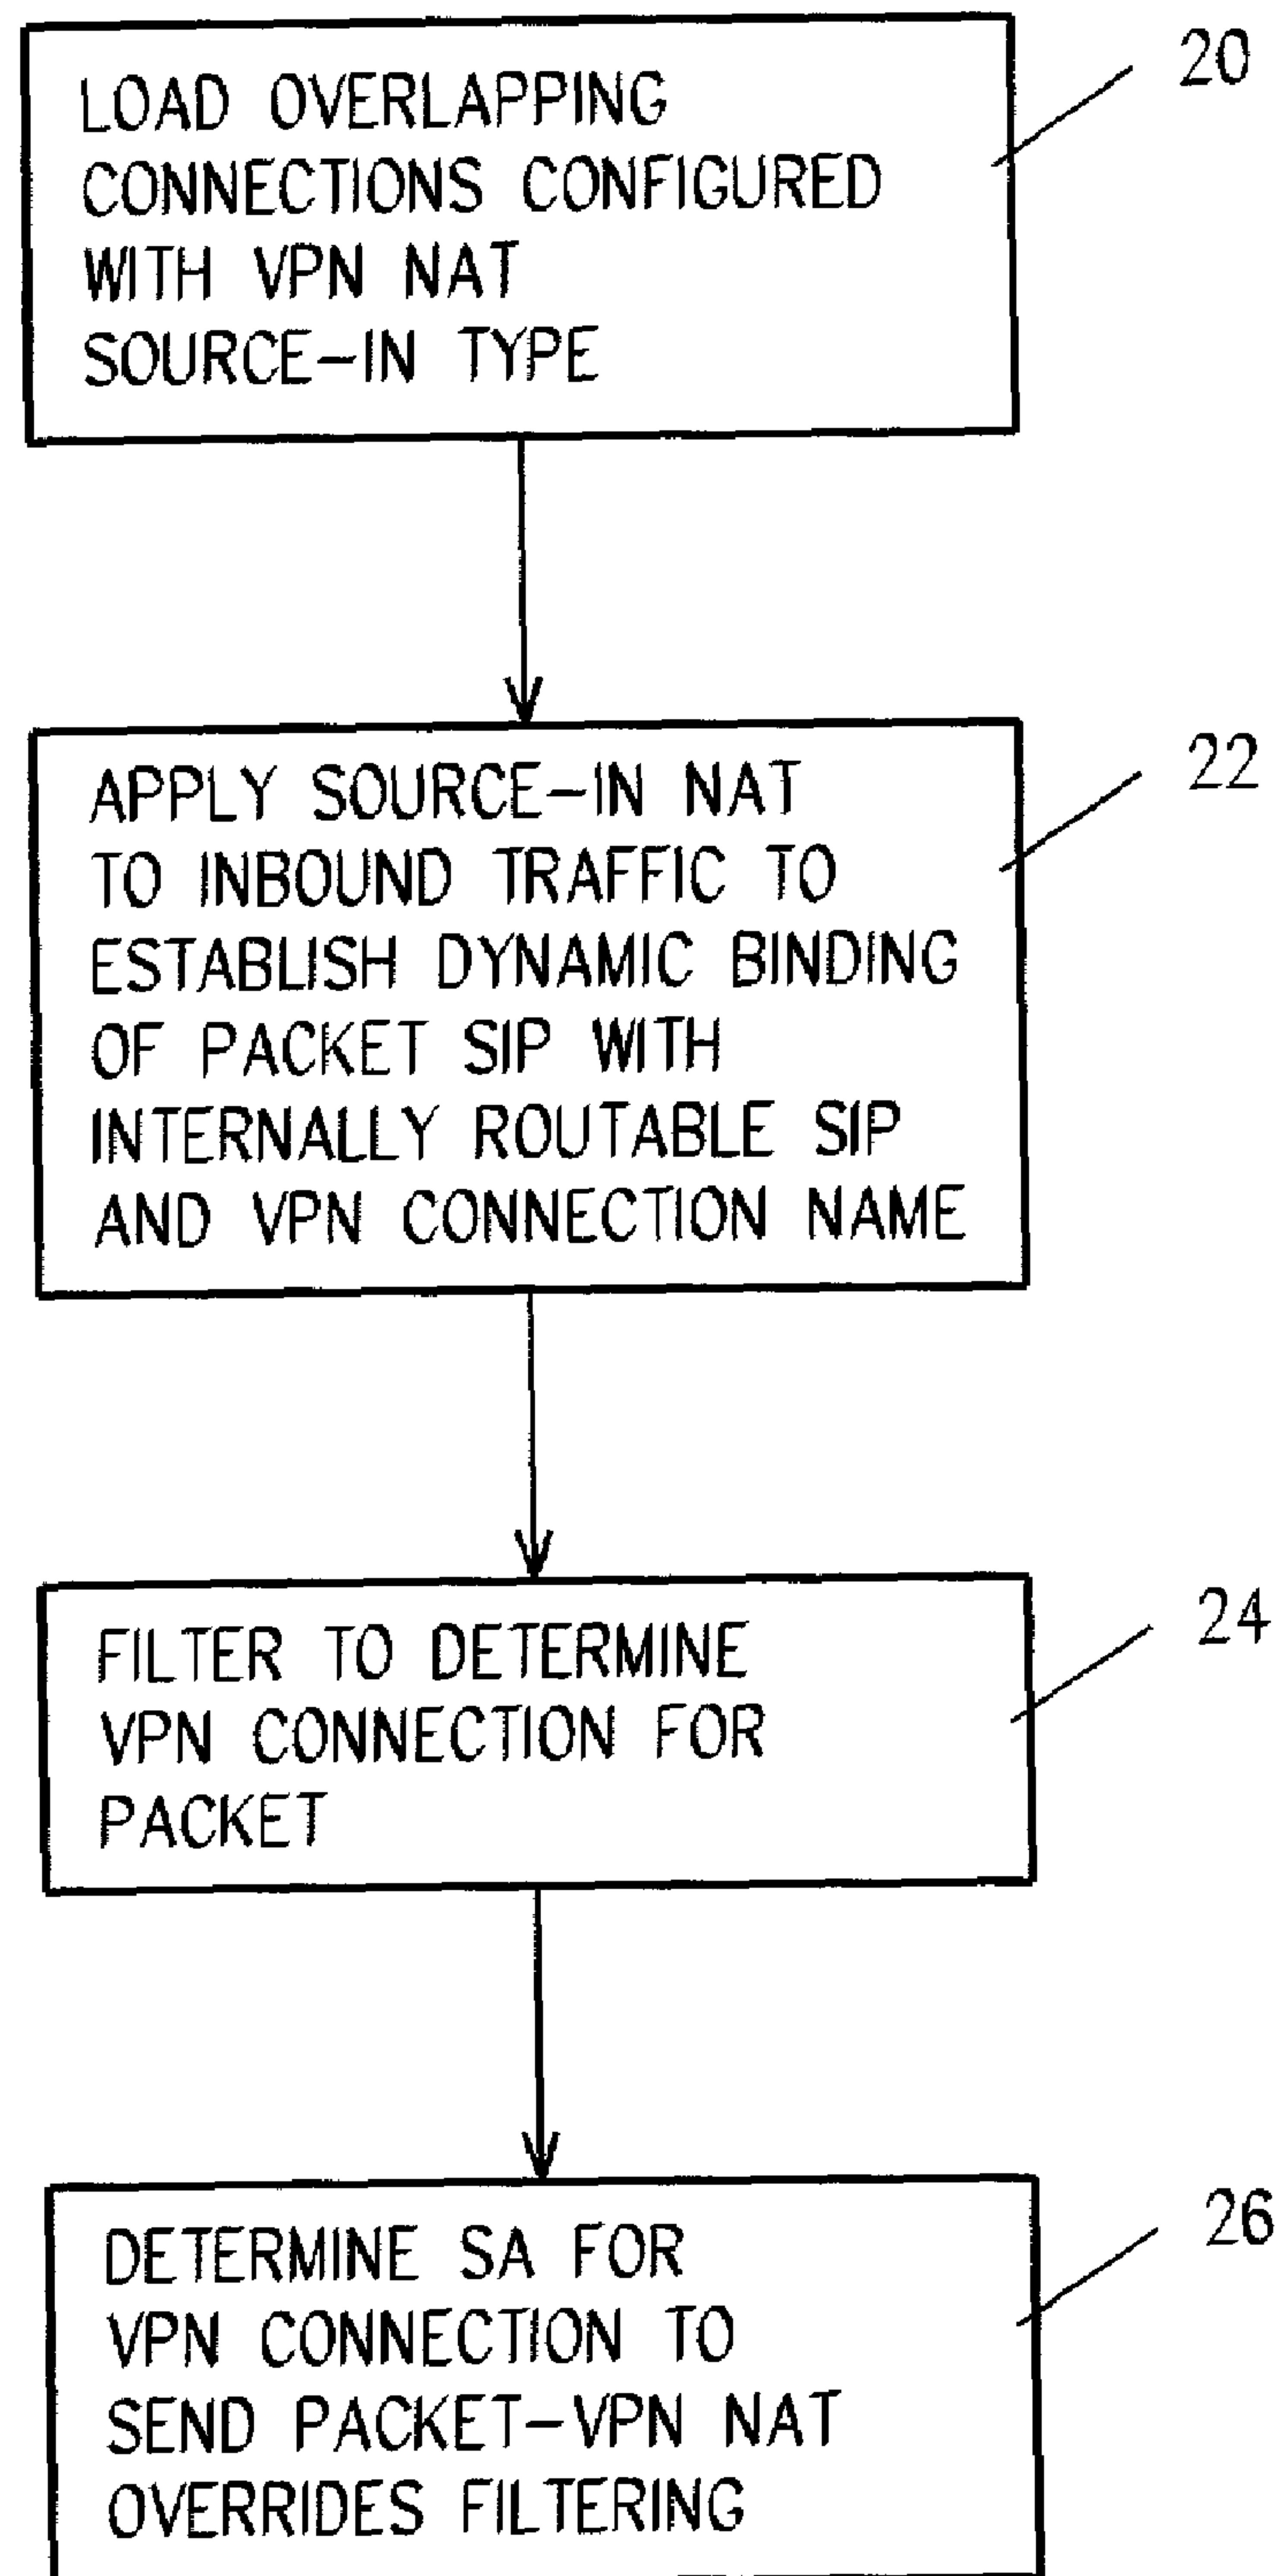 LOAD OVERLAPPING
CONNECTIONS CONFIGURED
WITH VPN NAT
SOURCE-IN TYPE
20
APPLY SOURCE-IN NAT
TO INBOUND TRAFFIC TO
ESTABLISH DYNAMIC BINDING
OF PACKET SIP WITH
INTERNALLY ROUTABLE SIP
AND VPN CONNECTION NAME
22
FILTER TO DETERMINE
VPN CONNECTION FOR
PACKET
24
DETERMINE SA FOR
VPN CONNECTION TO
SEND PACKET-VPN NAT
OVERRIDES FILTERING
26